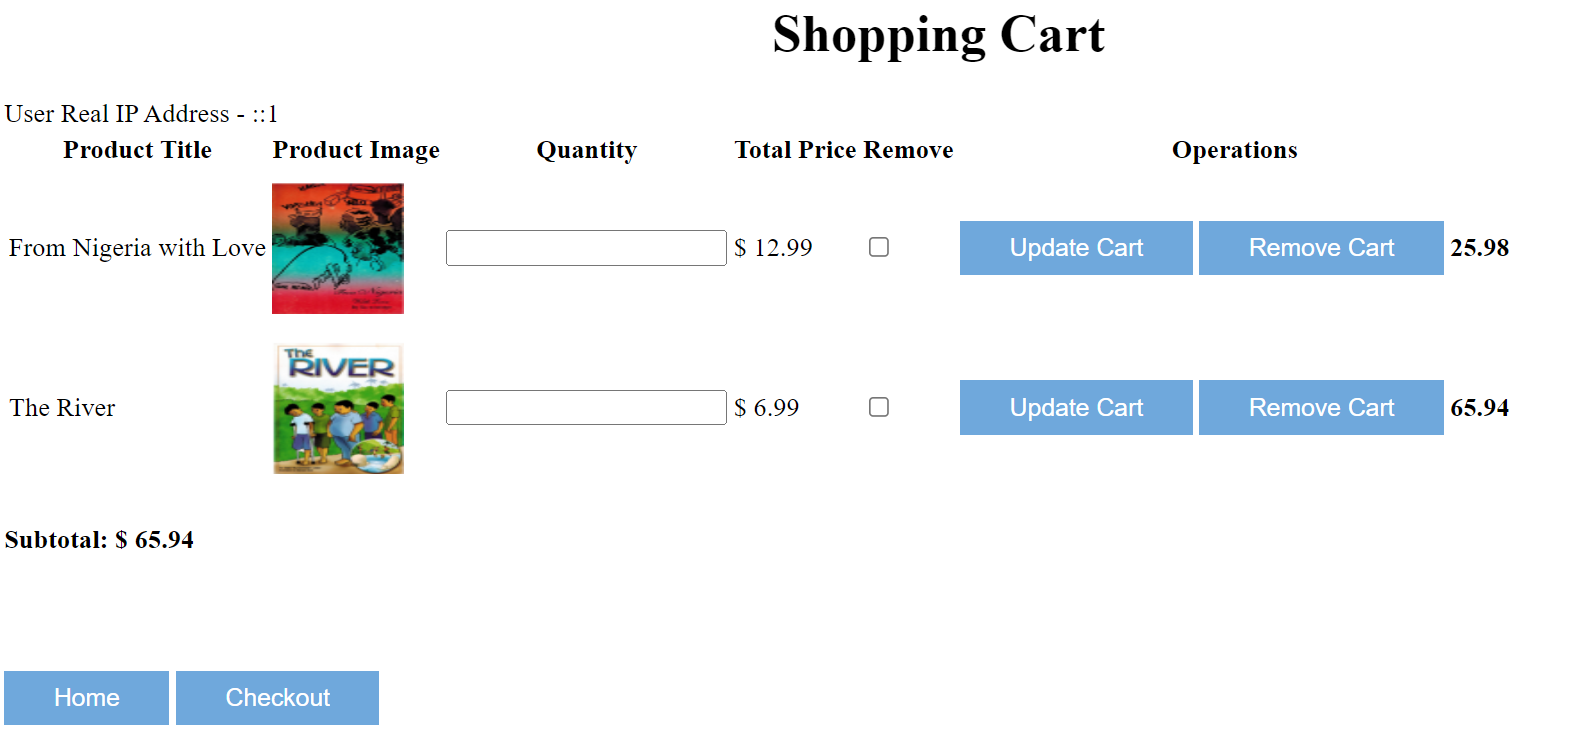 Shopping Cart
User Real IP Address - ::1
Product Title Product Image Quantity Total Price Remove Operations
From Nigeria with Love $ 12.99 Update Cart Remove Cart 25.98
The RIVER
The River $ 6.99 Update Cart Remove Cart 65.94
Subtotal: $ 65.94
Home Checkout